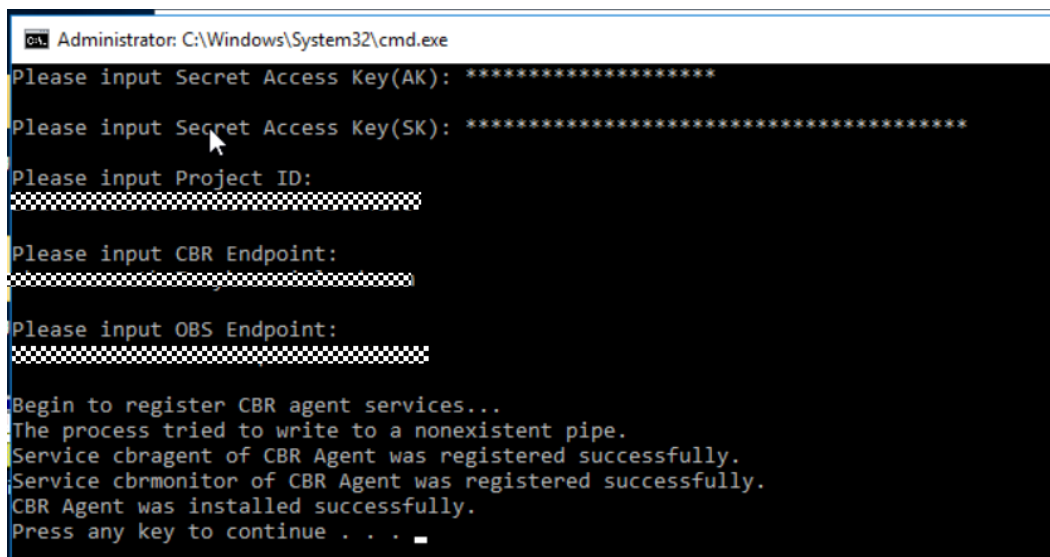 Administrator: C:\Windows\System32\cmd.exe
Please input Secret Access Key(AK): ********************
Please input Secret Access Key(SK): ****************************************
Please input Project ID:
Please input CBR Endpoint:
Please input OBS Endpoint:
Begin to register CBR agent services...
The process tried to write to a nonexistent pipe.
Service cbragent of CBR Agent was registered successfully.
Service cbrmonitor of CBR Agent was registered successfully.
CBR Agent was installed successfully.
Press any key to continue . . .